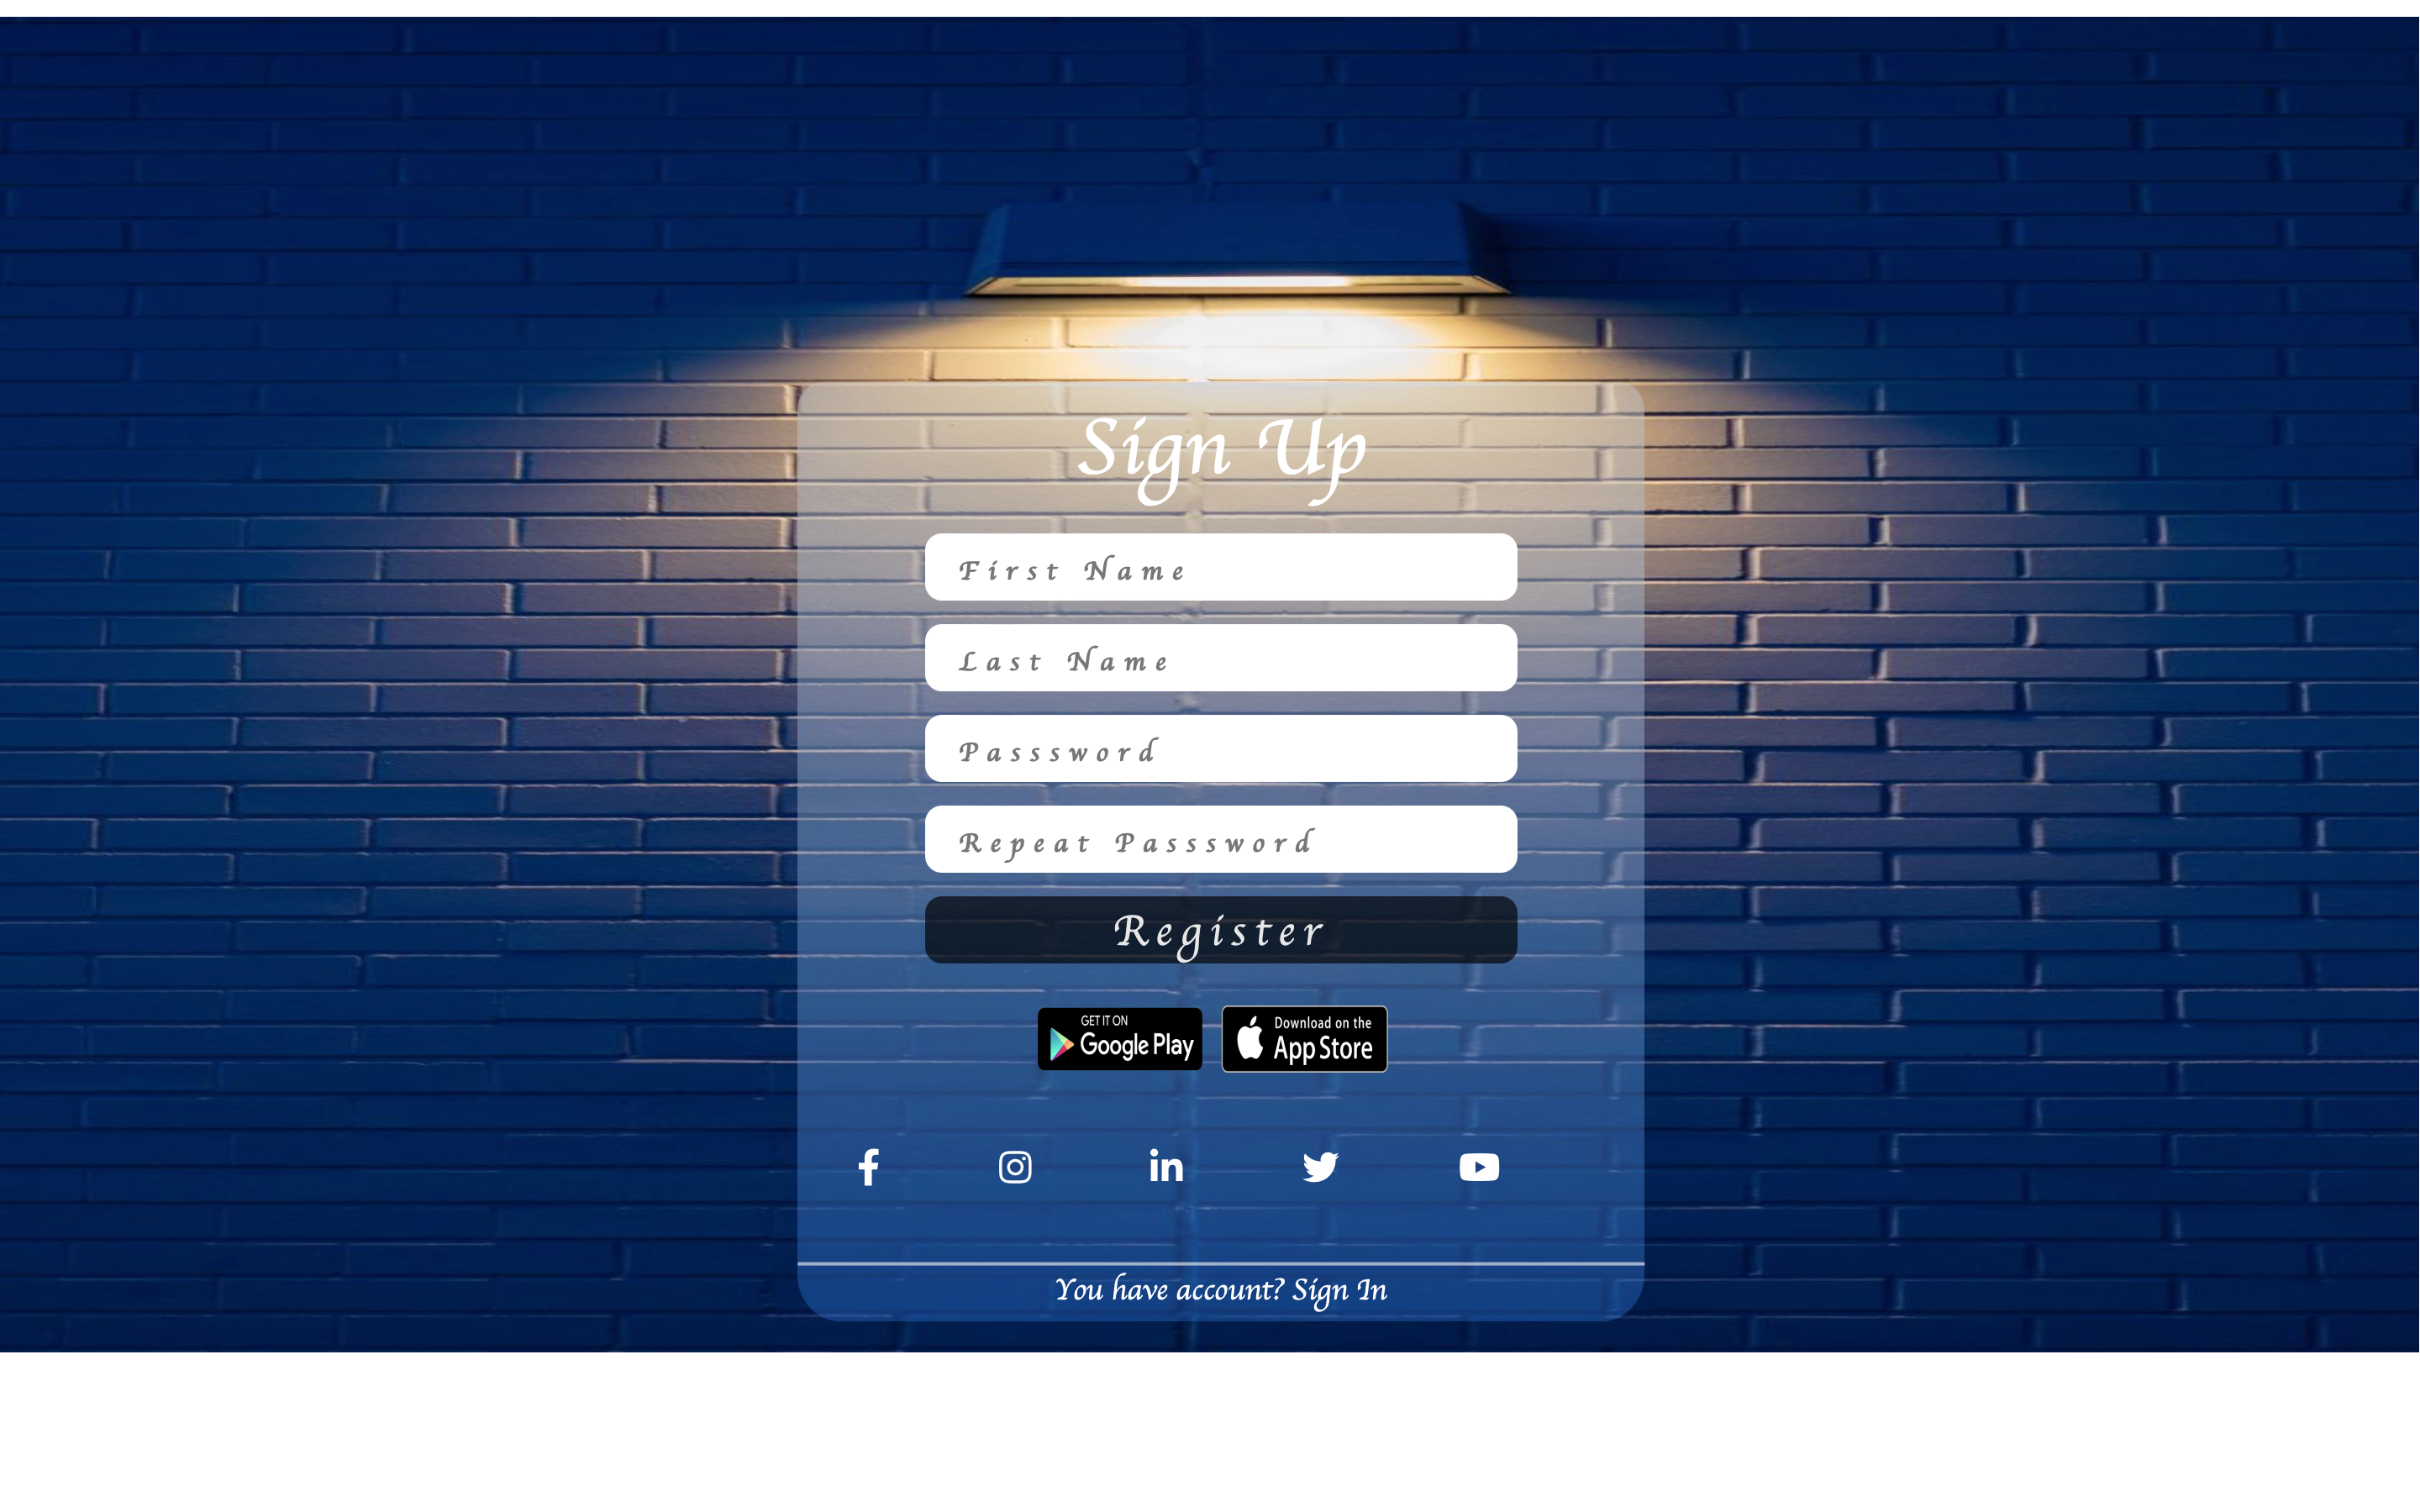 Sign Up
First Name
Last Name
Passsword
Repeat Passsword
Register
GET IT ON
Google Play
Download on the
App Store
You have account? Sign In